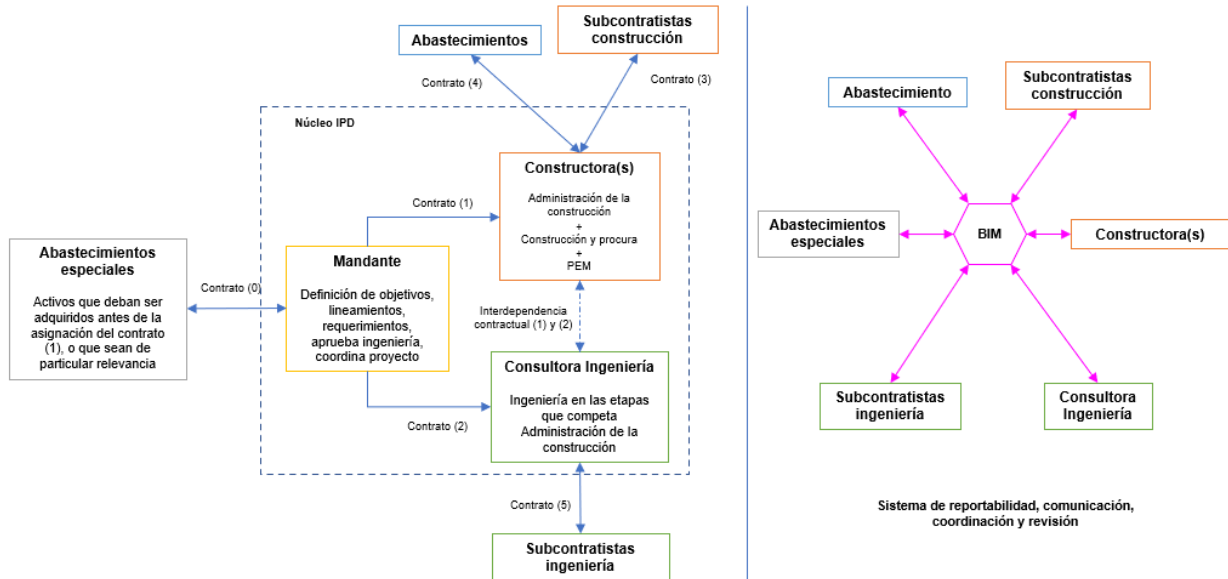 Abastecimientos
Subcontratistas
construcción
Contrato (4)
Contrato (3)
Núcleo IPD
Constructora(s)
Administración de la
construcción
+
Construcción y procura
+
PEM
Contrato (1)
Abastecimientos
especiales
Activos que deban ser
adquiridos antes de la
asignación del contrato
(1), o que sean de
particular relevancia
Contrato (0)
Mandante
Definición de objetivos,
lineamientos,
requerimientos,
aprueba ingeniería,
coordina proyecto
Interdependencia
contractual (1) y (2)
Contrato (2)
Consultora Ingeniería
Ingeniería en las etapas
que competa
Administración de la
construcción
Contrato (5)
Subcontratistas
ingeniería
Abastecimiento
Subcontratistas
construcción
Abastecimientos
especiales
BIM
Constructora(s)
Subcontratistas
ingeniería
Consultora
Ingeniería
Sistema de reportabilidad, comunicación,
coordinación y revisión